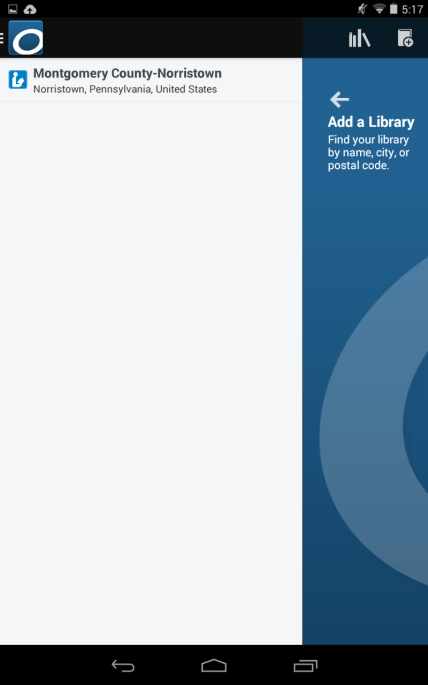 5:17
Montgomery County-Norristown
Norristown, Pennsylvania, United States
Add a Library
Find your library
by name, city, or
postal code.